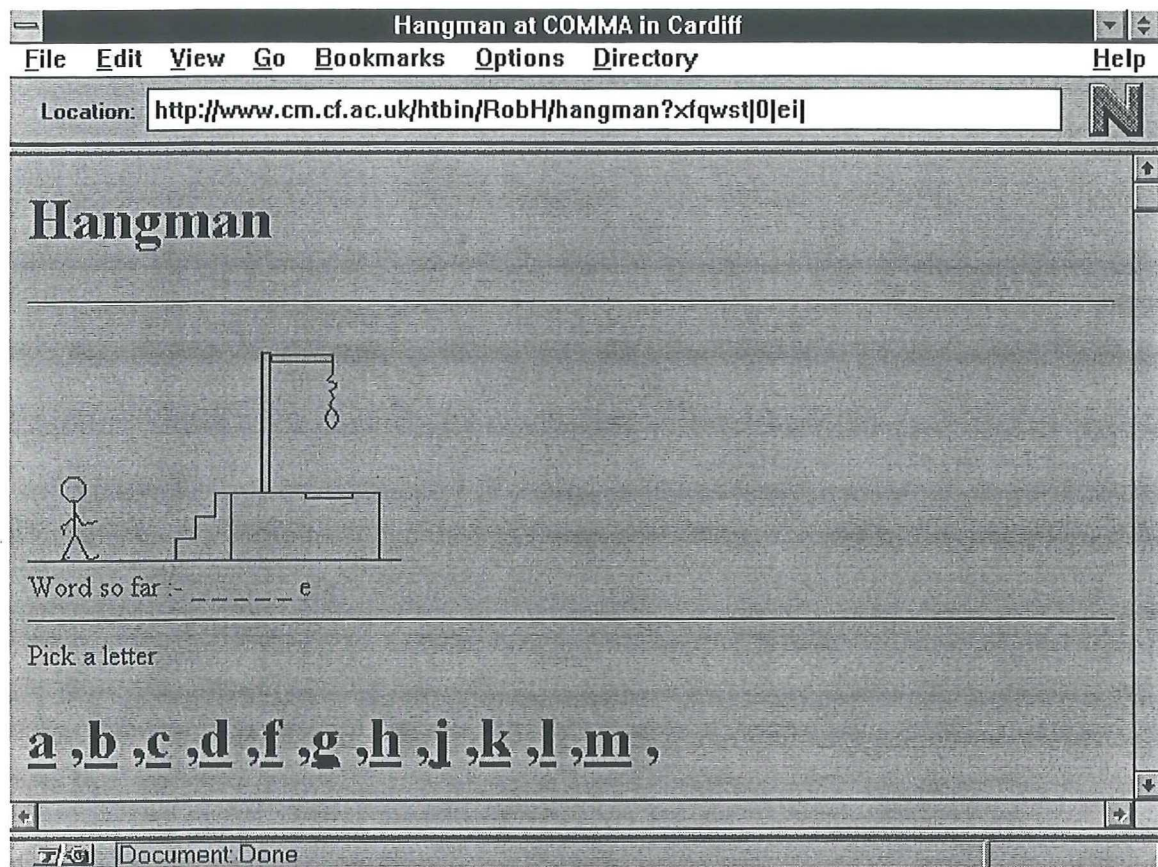 Hangman at COMMA in Cardiff
File Edit View Go Bookmarks Options Directory Help
Location: http://www.cm.cf.ac.uk/htbin/RobH/hangman?xfqwst|0|ei|
N
Hangman
Word so far :- _ _ _ _ _ e
Pick a letter
a ,b ,c ,d ,f ,g ,h ,j ,k ,l ,m ,
Document: Done